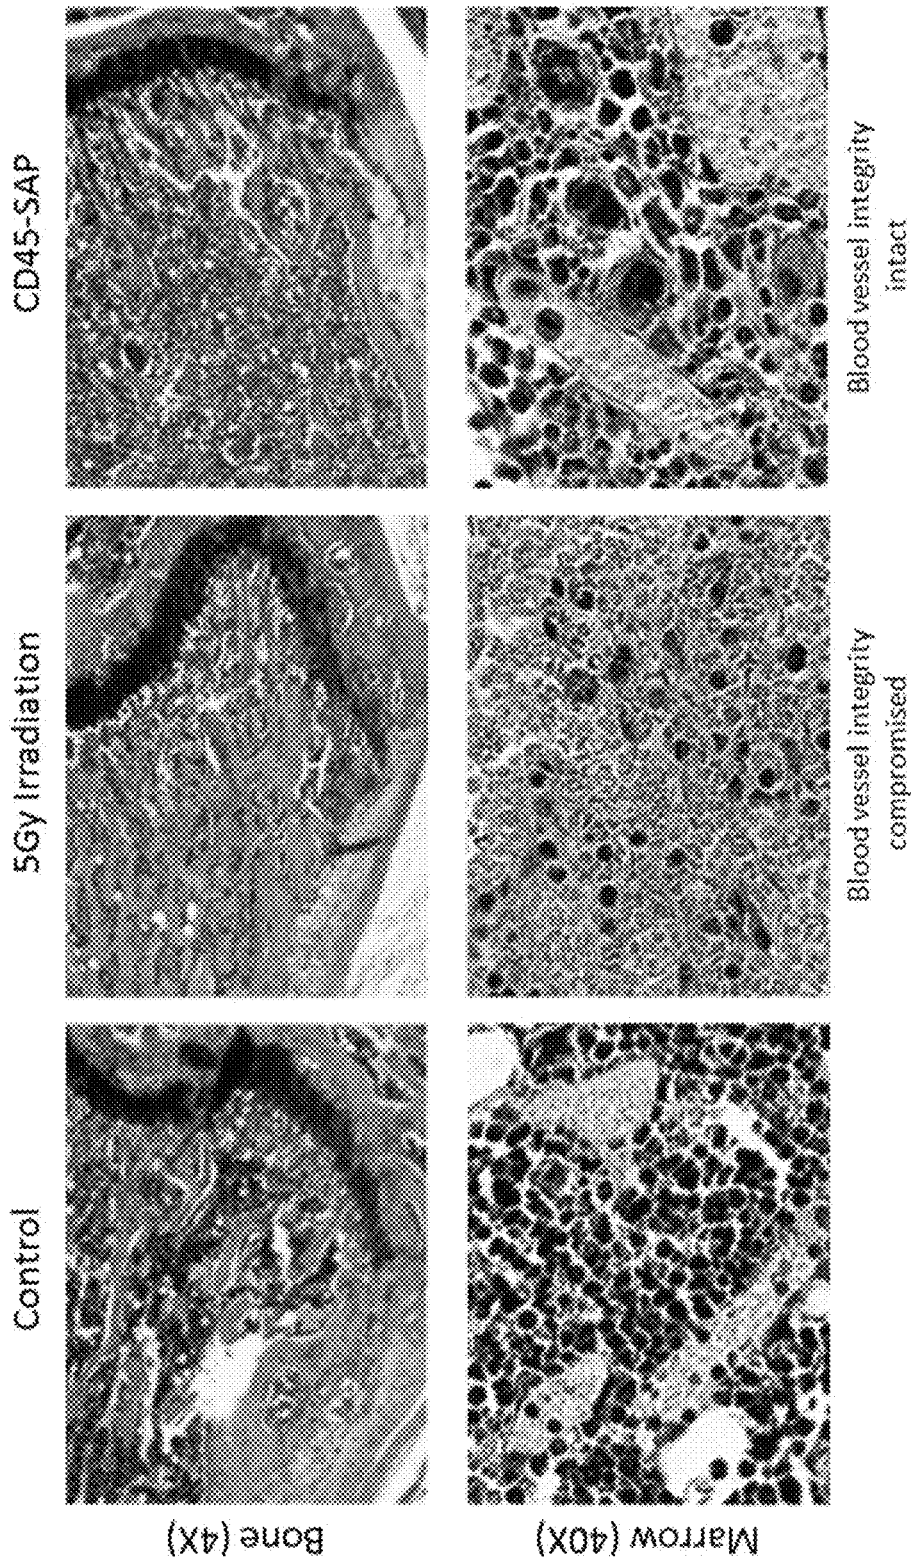 Control
5Gy Irradiation
CD45-SAP
Bone (4X)
Marrow (40X)
Blood vessel integrity
compromised
Blood vessel integrity
intact